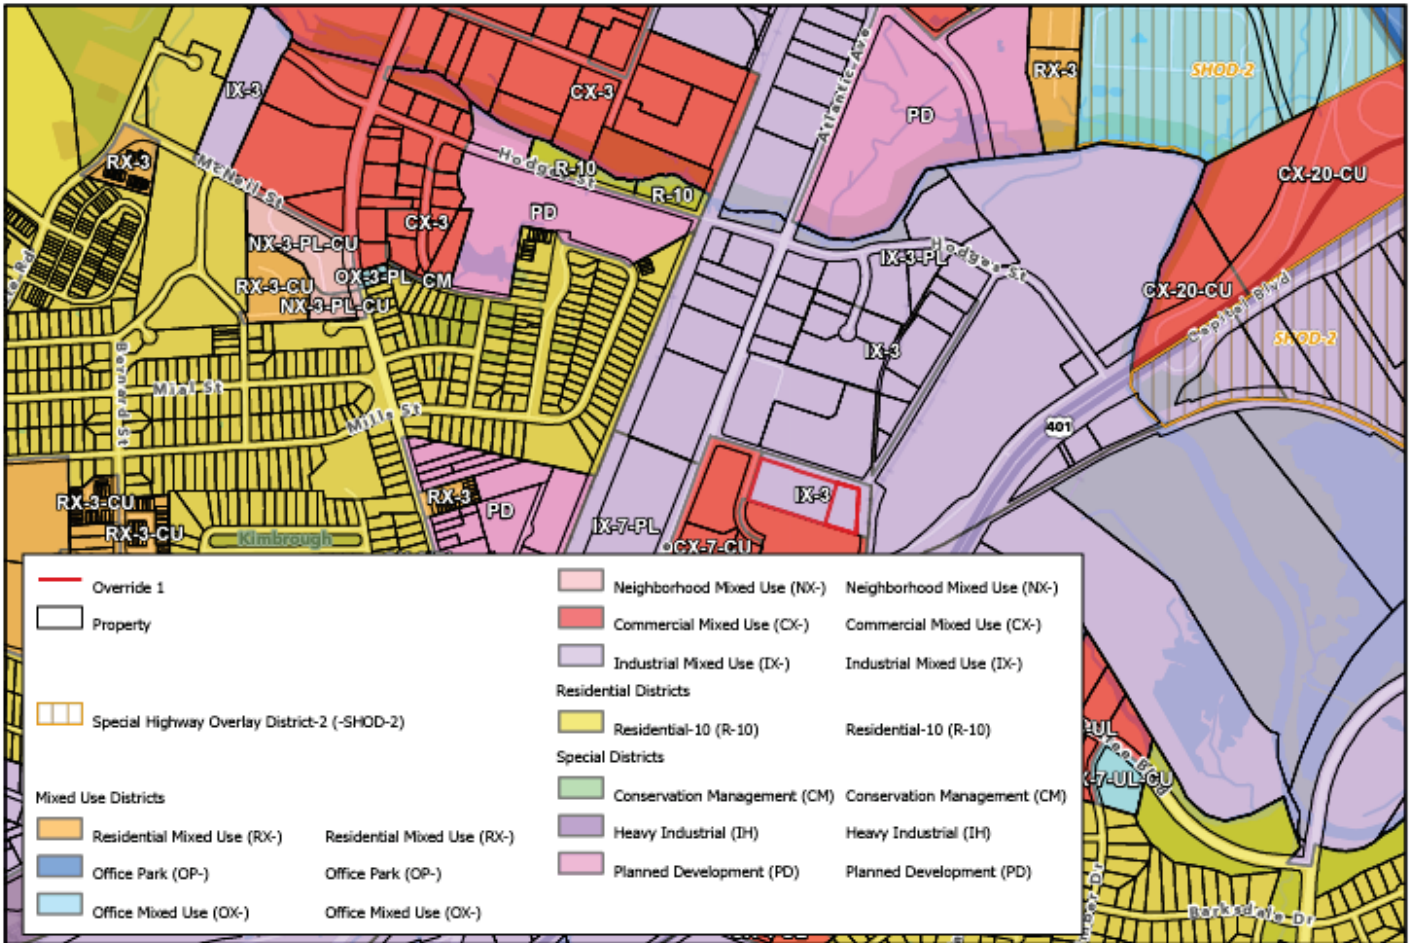 SHOD-2
RX-3
IX-3
CX-3
PD
Atlantic Ave
RX-3
McNeil St
Hodges St
R-10
R-10
CX-20-CU
PD
CX-3
NX-3-PL-CU
Hodges St
IX-3-PL
OX-3-PL
CM
RX-3-CU
NX-3-PL-CU
CX-20-CU
Capital Blvd
SHOD-2
IX-3
Bernard St
Mial St
Mills St
401
RX-3
IX-3
RX-3-CU
PD
RX-3-CU
IX-7-PL
Kimbrough
CX-7-CU
Override 1
Property
Special Highway Overlay District-2 (-SHOD-2)
Mixed Use Districts
Residential Mixed Use (RX-) Residential Mixed Use (RX-)
Office Park (OP-) Office Park (OP-)
Office Mixed Use (OX-) Office Mixed Use (OX-)
Neighborhood Mixed Use (NX-) Neighborhood Mixed Use (NX-)
Commercial Mixed Use (CX-) Commercial Mixed Use (CX-)
Industrial Mixed Use (IX-) Industrial Mixed Use (IX-)
Residential Districts
Residential-10 (R-10) Residential-10 (R-10)
Special Districts
Conservation Management (CM) Conservation Management (CM)
Heavy Industrial (IH) Heavy Industrial (IH)
Planned Development (PD) Planned Development (PD)
-UL
-7-UL-CU
Barksdale Dr